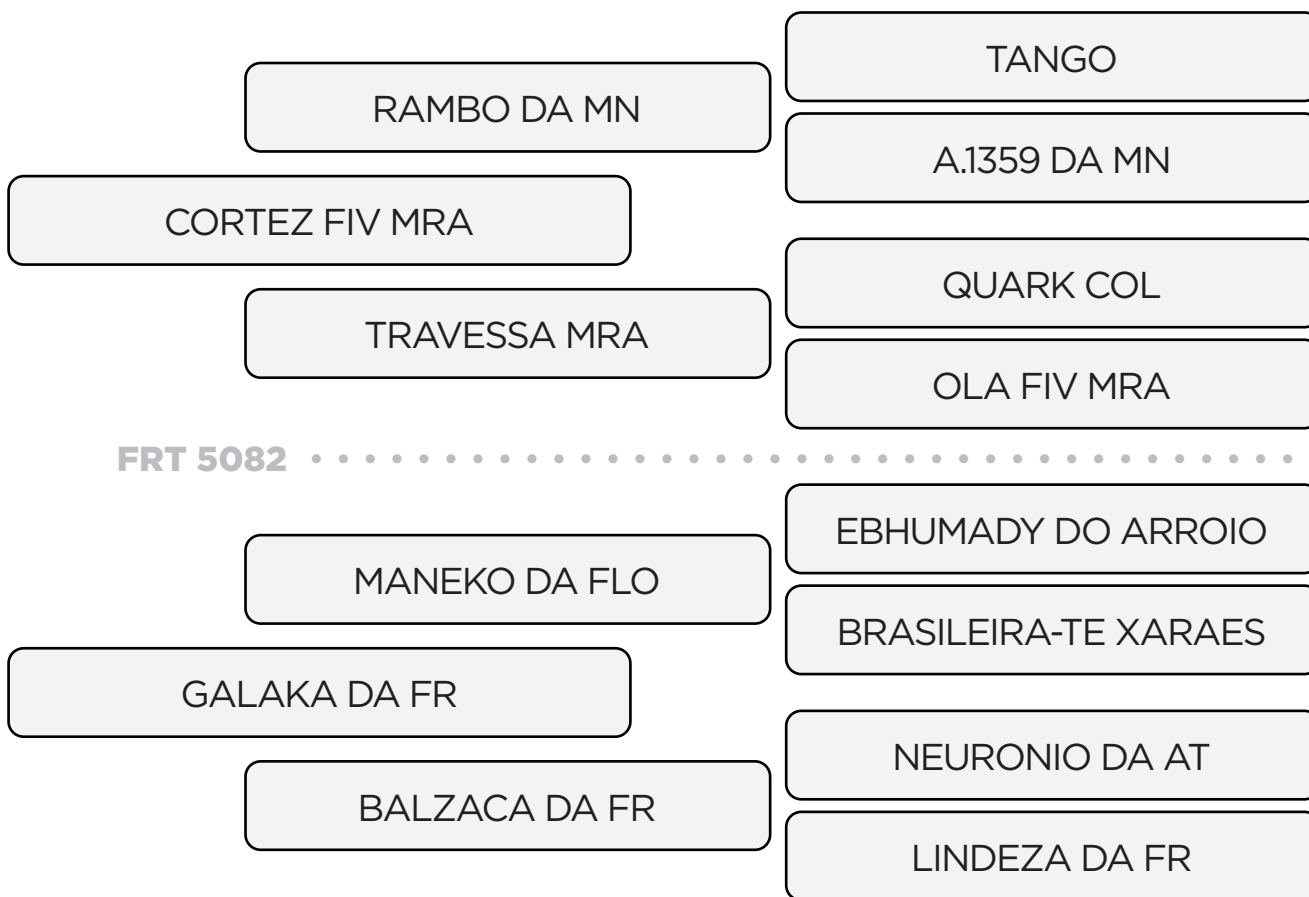 TANGO
RAMBO DA MN
A.1359 DA MN
CORTEZ FIV MRA
QUARK COL
TRAVESSA MRA
OLA FIV MRA
FRT 5082
EBHUMADY DO ARROIO
MANEKO DA FLO
BRASILEIRA-TE XARAES
GALAKA DA FR
NEURONIO DA AT
BALZACA DA FR
LINDEZA DA FR